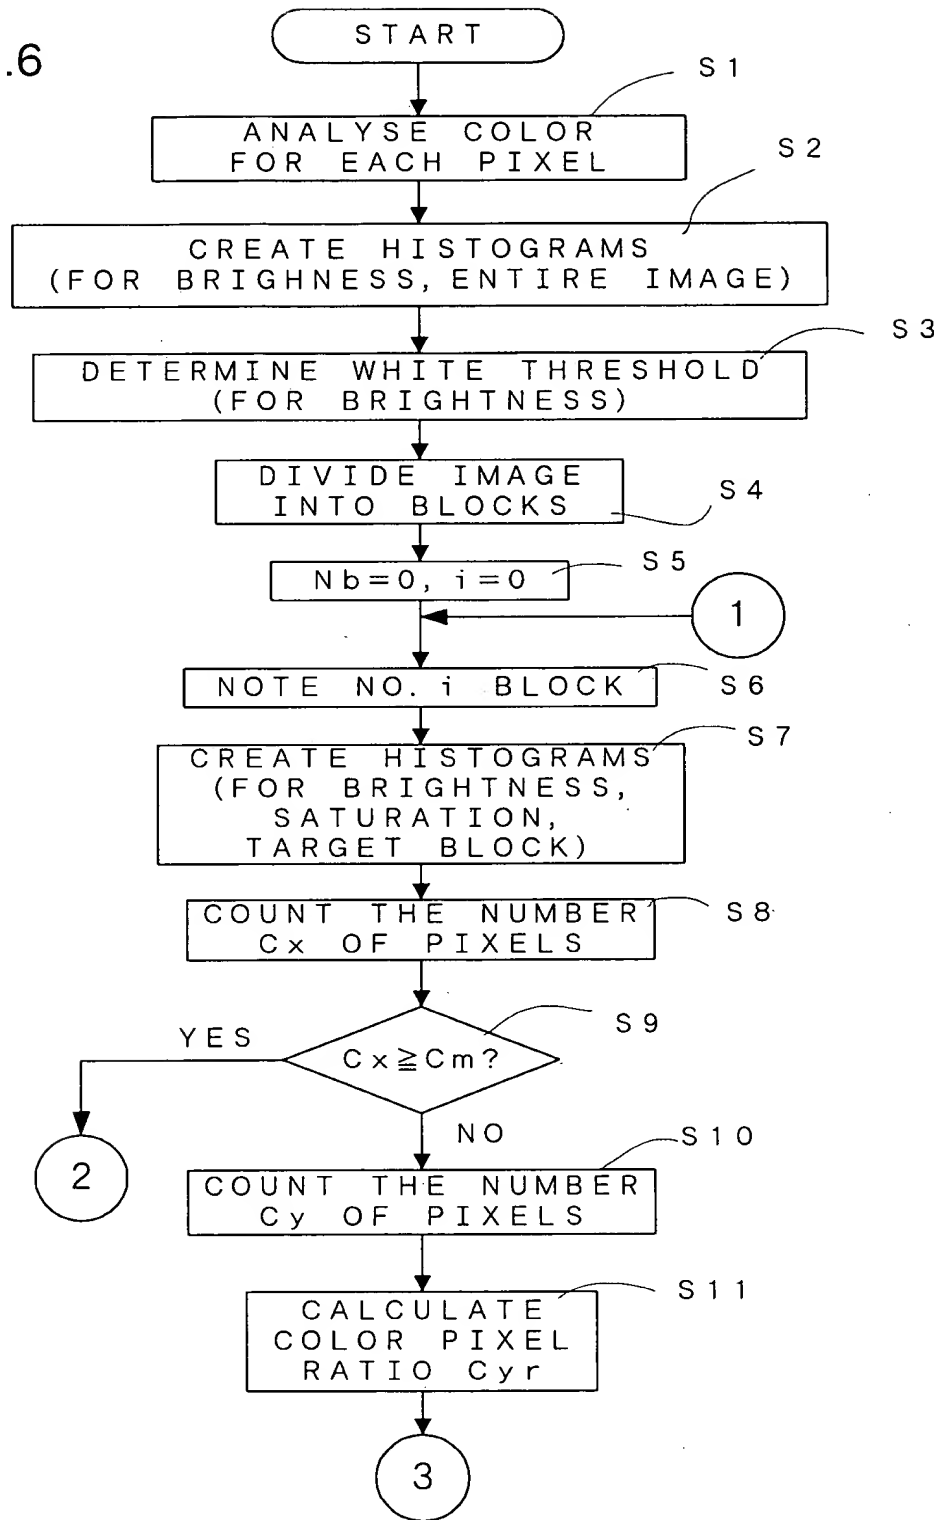 .6
START
S1
ANALYSE COLOR
FOR EACH PIXEL
S2
CREATE HISTOGRAMS
(FOR BRIGHNESS, ENTIRE IMAGE)
S3
DETERMINE WHITE THRESHOLD
(FOR BRIGHTNESS)
DIVIDE IMAGE
INTO BLOCKS
S4
Nb=0, i=0
S5
1
NOTE NO. i BLOCK
S6
S7
CREATE HISTOGRAMS
(FOR BRIGHTNESS,
SATURATION,
TARGET BLOCK)
COUNT THE NUMBER
Cx OF PIXELS
S8
S9
YES
Cx≧Cm?
NO
2
S10
COUNT THE NUMBER
Cy OF PIXELS
S11
CALCULATE
COLOR PIXEL
RATIO Cyr
3